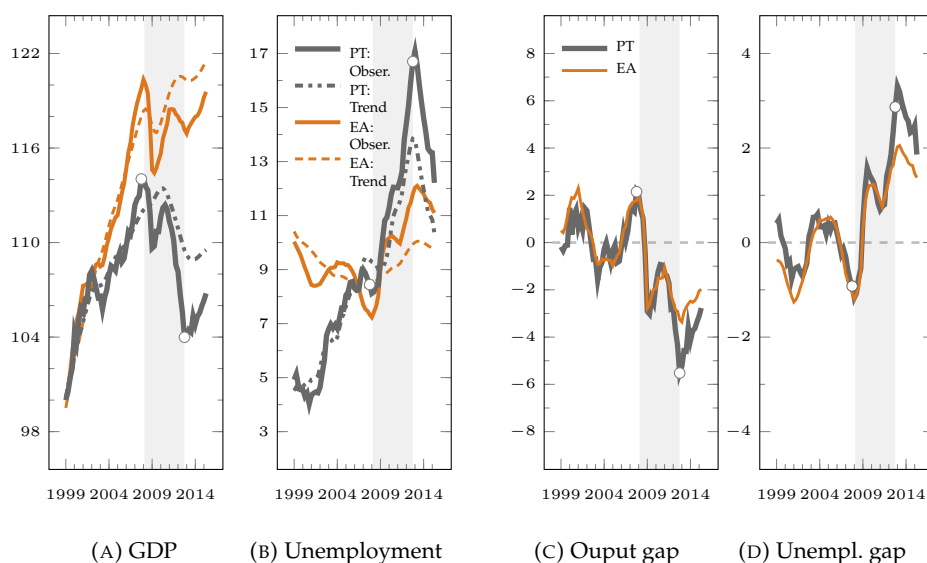 122
116
110
104
98
1999 2004 2009 2014
(A) GDP
17
15
13
11
9
7
5
3
PT:
Obser.
PT:
Trend
EA:
Obser.
EA:
Trend
1999 2004 2009 2014
(B) Unemployment
8
6
4
2
0
−2
−4
−6
−8
1999 2004 2009 2014
(C) Ouput gap
PT
EA
4
2
0
−2
−4
1999 2004 2009 2014
(D) Unempl. gap